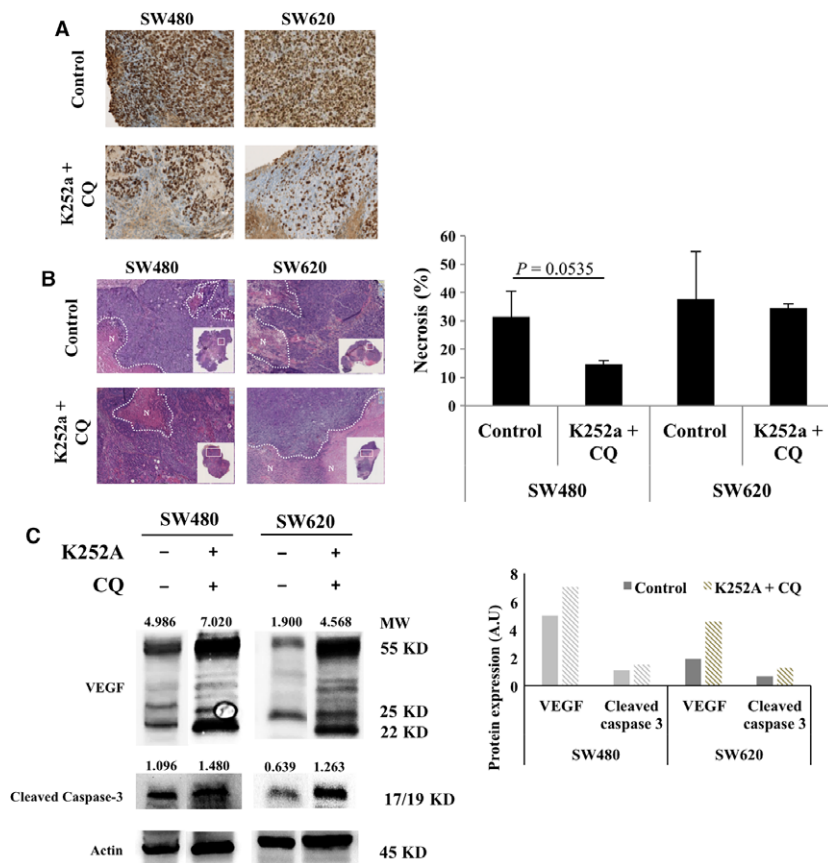 A
SW480 SW620
Control
K252a +
CQ
B
SW480 SW620
Control
N N N N
K252a +
CQ
N N N
Necrosis (%)
60
50
40
30
20
10
0
P = 0.0535
Control K252a + Control K252a +
CQ CQ
SW480 SW620
C
SW480 SW620
K252A – + – +
CQ – + – +
4.986 7.020 1.900 4.568 MW
55 KD
VEGF
25 KD
22 KD
1.096 1.480 0.639 1.263
Cleaved Caspase-3 17/19 KD
Actin 45 KD
Protein expression (A.U)
8
6
4
2
0
Control K252A + CQ
VEGF Cleaved VEGF Cleaved
caspase 3 caspase 3
SW480 SW620